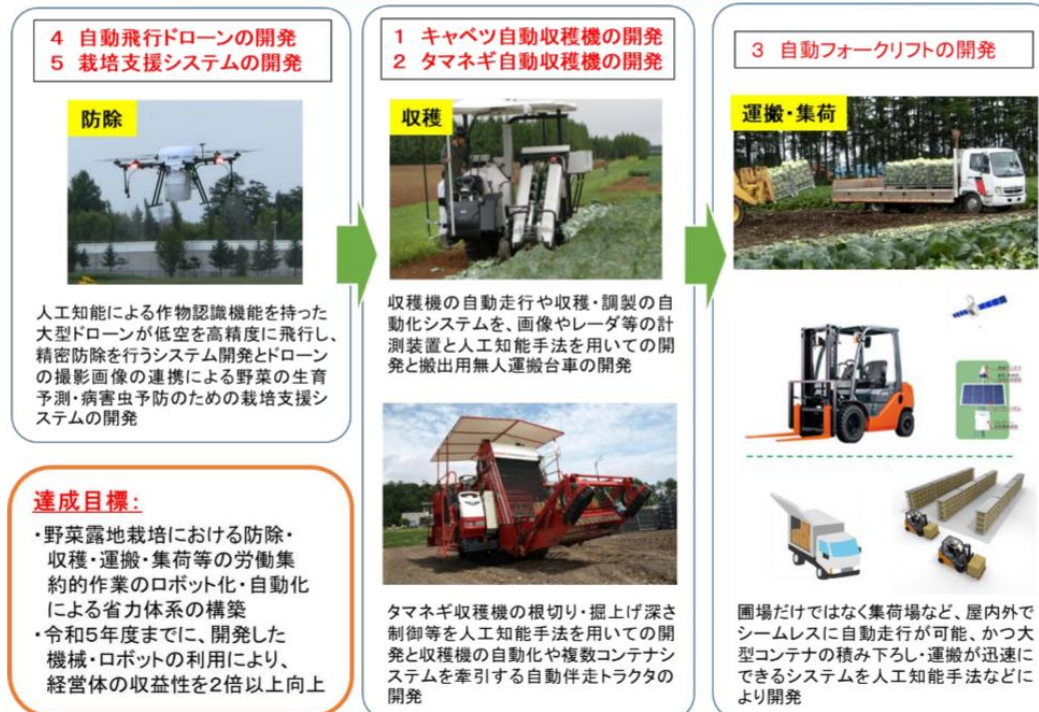 4 自動飛行ドローンの開発
5 栽培支援システムの開発
防除
人工知能による作物認識機能を持った
大型ドローンが低空を高精度に飛行し、
精密防除を行うシステム開発とドローン
の撮影画像の連携による野菜の生育
予測・病害虫予防のための栽培支援シ
ステムの開発
達成目標:
・野菜露地栽培における防除・
収穫・運搬・集荷等の労働集
約的作業のロボット化・自動化
による省力体系の構築
・令和5年度までに、開発した
機械・ロボットの利用により、
経営体の収益性を2倍以上向上
1 キャベツ自動収穫機の開発
2 タマネギ自動収穫機の開発
収穫
収穫機の自動走行や収穫・調製の自
動化システムを、画像やレーダ等の計
測装置と人工知能手法を用いての開
発と搬出用無人運搬台車の開発
タマネギ収穫機の根切り・掘上げ深さ
制御等を人工知能手法を用いての開
発と収穫機の自動化や複数コンテナシ
ステムを牽引する自動伴走トラクタの
開発
3 自動フォークリフトの開発
運搬・集荷
圃場だけではなく集荷場など、屋内外で
シームレスに自動走行が可能、かつ大
型コンテナの積み下ろし・運搬が迅速に
できるシステムを人工知能手法などに
より開発